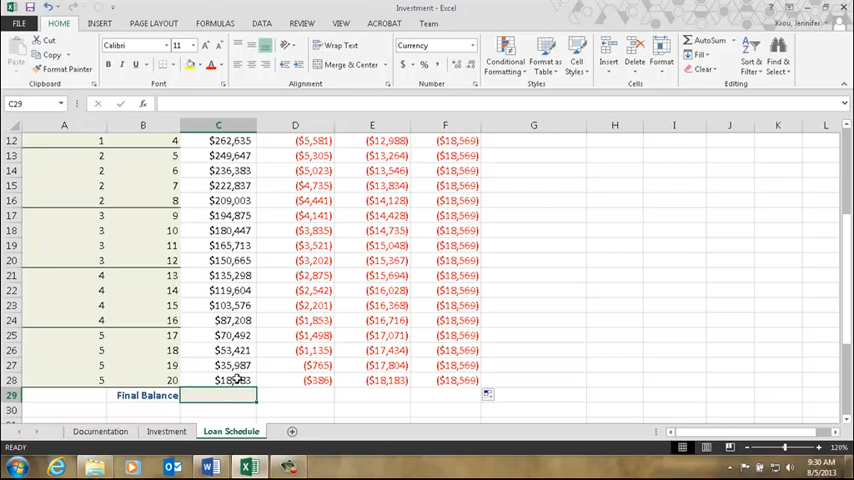 Investment - Excel
FILE HOME INSERT PAGE LAYOUT FORMULAS DATA REVIEW VIEW ACROBAT Team Krou, Jennifer
Cut
Copy
Format Painter
Paste
Calibri 11
B I U
Wrap Text
Merge & Center
Currency
$ % ,
Conditional Formatting
Format as Table
Cell Styles
Insert Delete Format
AutoSum
Fill
Clear
Sort & Filter
Find & Select
Clipboard Font Alignment Number Styles Cells Editing
C29 fx
A B C D E F G H I J K L
12 1 4 $262,635 ($5,581) ($12,988) ($18,569)
13 2 5 $249,647 ($5,305) ($13,264) ($18,569)
14 2 6 $236,383 ($5,023) ($13,546) ($18,569)
15 2 7 $222,837 ($4,735) ($13,834) ($18,569)
16 2 8 $209,003 ($4,441) ($14,128) ($18,569)
17 3 9 $194,875 ($4,141) ($14,428) ($18,569)
18 3 10 $180,447 ($3,835) ($14,735) ($18,569)
19 3 11 $165,713 ($3,521) ($15,048) ($18,569)
20 3 12 $150,665 ($3,202) ($15,367) ($18,569)
21 4 13 $135,298 ($2,875) ($15,694) ($18,569)
22 4 14 $119,604 ($2,542) ($16,028) ($18,569)
23 4 15 $103,576 ($2,201) ($16,368) ($18,569)
24 4 16 $87,208 ($1,853) ($16,716) ($18,569)
25 5 17 $70,492 ($1,498) ($17,071) ($18,569)
26 5 18 $53,421 ($1,135) ($17,434) ($18,569)
27 5 19 $35,987 ($765) ($17,804) ($18,569)
28 5 20 $18,183 ($386) ($18,183) ($18,569)
29 Final Balance
30
Documentation Investment Loan Schedule
READY 120%
9:30 AM
8/5/2013